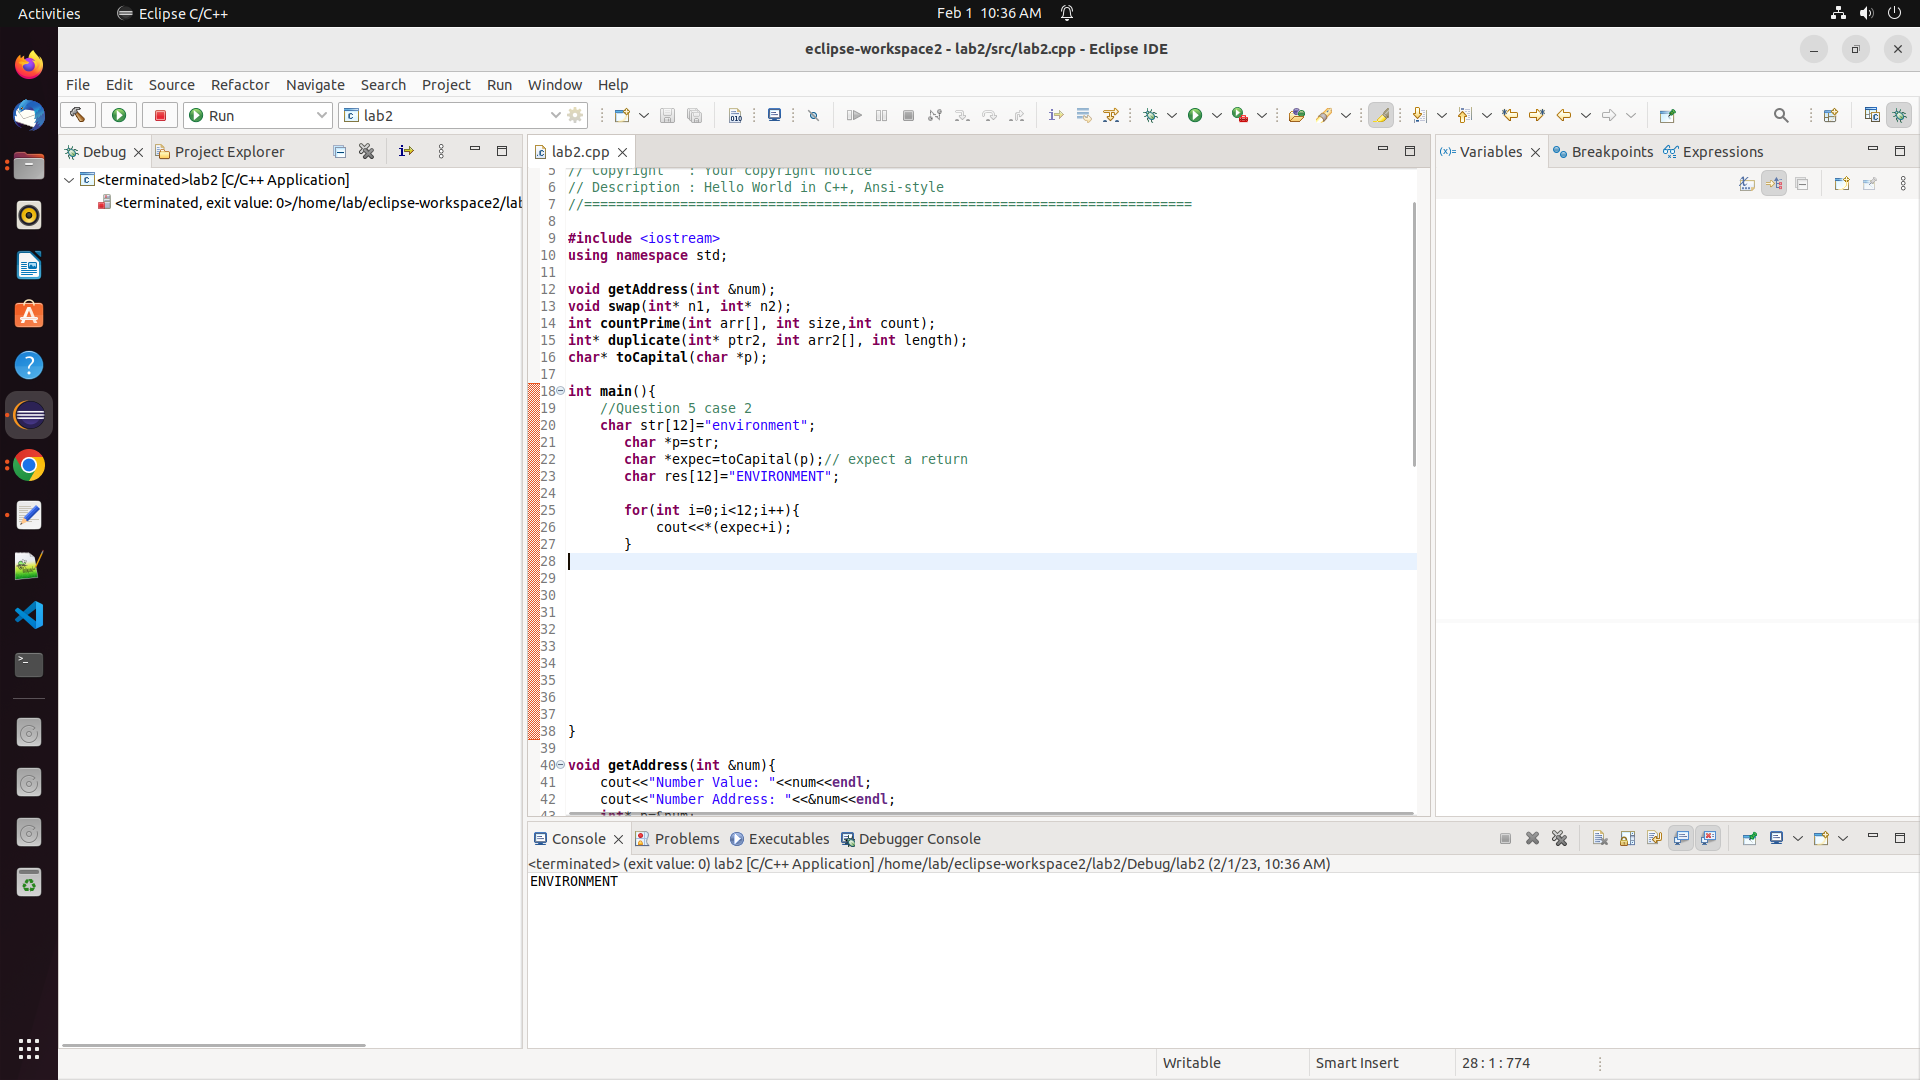 Activities Eclipse C/C++ Feb 1 10:36 AM
eclipse-workspace2 - lab2/src/lab2.cpp - Eclipse IDE
File Edit Source Refactor Navigate Search Project Run Window Help
Run lab2
Debug Project Explorer
<terminated>lab2 [C/C++ Application]
<terminated, exit value: 0>/home/lab/eclipse-workspace2/lab
lab2.cpp
5 // Copyright : Your copyright notice
6 // Description : Hello World in C++, Ansi-style
7 //============================================================================
8
9 #include <iostream>
10 using namespace std;
11
12 void getAddress(int &num);
13 void swap(int* n1, int* n2);
14 int countPrime(int arr[], int size,int count);
15 int* duplicate(int* ptr2, int arr2[], int length);
16 char* toCapital(char *p);
17
18 int main(){
19 //Question 5 case 2
20 char str[12]="environment";
21 char *p=str;
22 char *expec=toCapital(p);// expect a return
23 char res[12]="ENVIRONMENT";
24
25 for(int i=0;i<12;i++){
26 cout<<*(expec+i);
27 }
28
29
30
31
32
33
34
35
36
37
38 }
39
40 void getAddress(int &num){
41 cout<<"Number Value: "<<num<<endl;
42 cout<<"Number Address: "<<&num<<endl;
43 int* p=&num;
Variables Breakpoints Expressions
Console Problems Executables Debugger Console
<terminated> (exit value: 0) lab2 [C/C++ Application] /home/lab/eclipse-workspace2/lab2/Debug/lab2 (2/1/23, 10:36 AM)
ENVIRONMENT
Writable Smart Insert 28 : 1 : 774